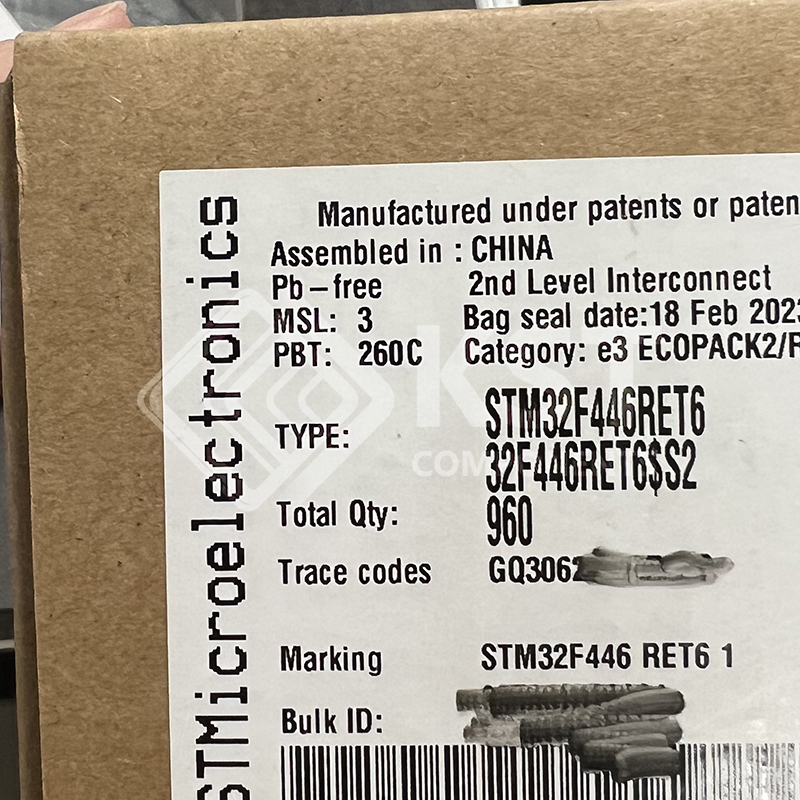 STMicroelectronics
Manufactured under patents or paten
Assembled in : CHINA
Pb-free 2nd Level Interconnect
MSL: 3 Bag seal date:18 Feb 2023
PBT: 260C Category: e3 ECOPACK2/R
TYPE: STM32F446RET6
32F446RET6$S2
Total Qty: 960
Trace codes GQ3062
Marking STM32F446 RET6 1
Bulk ID: